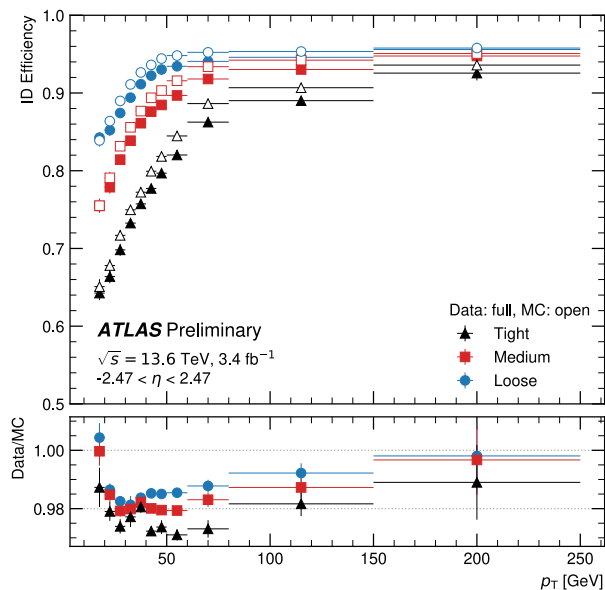 ID Efficiency
1.0
0.9
0.8
0.7
0.6
0.5
ATLAS Preliminary
√s = 13.6 TeV, 3.4 fb⁻¹
-2.47 < η < 2.47
Data: full, MC: open
Tight
Medium
Loose
Data/MC
1.00
0.98
50
100
150
200
250
pT [GeV]